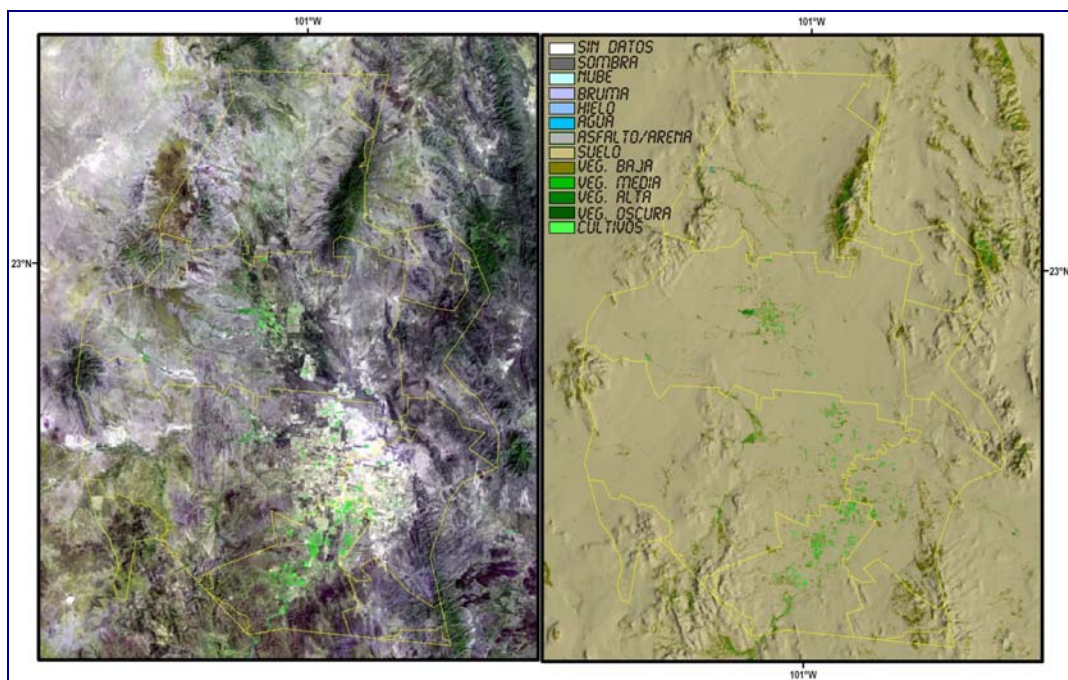 101°W
101°W
23°N
23°N
SIN DATOS
SOMBRA
NUBE
BRUMA
HIELO
AGUA
ASFALTO/ARENA
SUELO
VEG. BAJA
VEG. MEDIA
VEG. ALTA
VEG. OSCURA
CULTIVOS
101°W
101°W